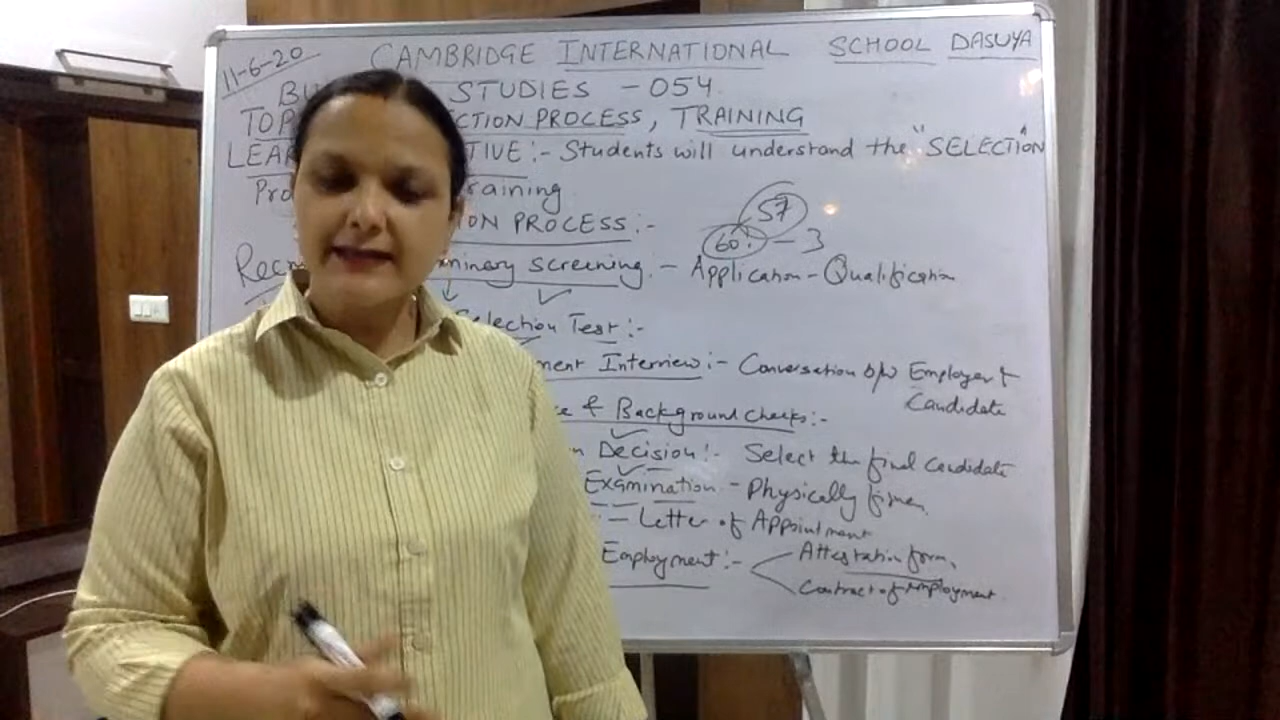 11-6-20 CAMBRIDGE INTERNATIONAL SCHOOL DASUYA
BU STUDIES - 054
TOP CTION PROCESS, TRAINING
LEAR TIVE :- Students will understand the "SELECTION"
Pro raining
ON PROCESS :-
57
60% - 3
Recr minary screening. - Application - Qualification
Selection Test :-
ment Interview :- Conversation b/w Employer &
Candidate
ce & Background checks :-
n Decision :- Select the final Candidate
Examination - Physically fitness
= Letter of Appointment
Employment :- Attestation form,
Contract of employment